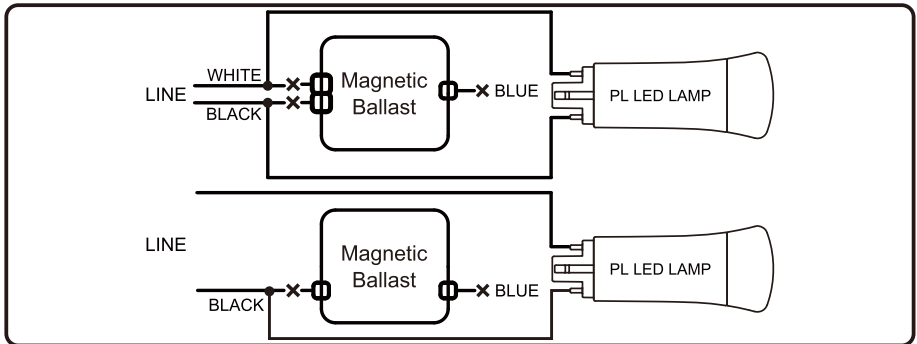 WHITE
LINE
BLACK
Magnetic
Ballast
BLUE
PL LED LAMP
LINE
BLACK
Magnetic
Ballast
BLUE
PL LED LAMP